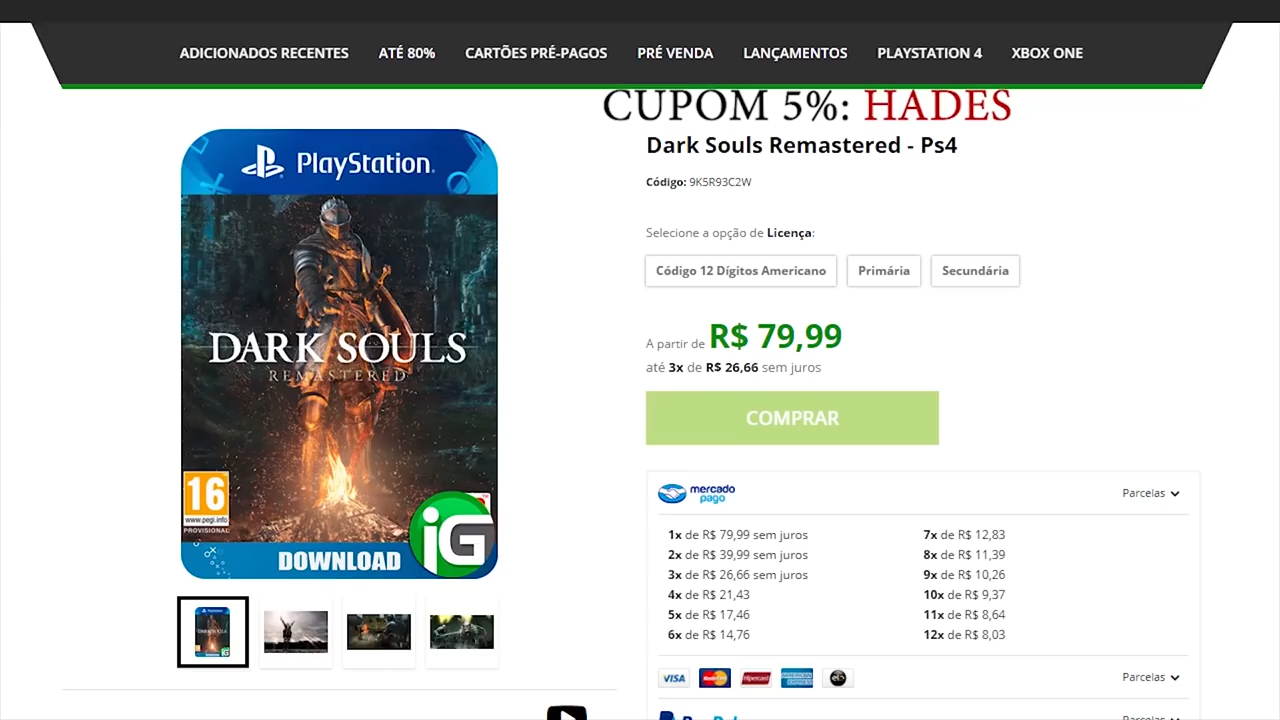 ADICIONADOS RECENTES ATÉ 80% CARTÕES PRÉ-PAGOS PRÉ VENDA LANÇAMENTOS PLAYSTATION 4 XBOX ONE
CUPOM 5%: HADES
PlayStation.
DARK SOULS
REMASTERED
16
www.pegi.info
PROVISIONAL
DOWNLOAD
iG
Dark Souls Remastered - Ps4
Código: 9K5R93C2W
Selecione a opção de Licença:
Código 12 Dígitos Americano Primária Secundária
A partir de R$ 79,99
até 3x de R$ 26,66 sem juros
COMPRAR
mercado
pago
Parcelas
1x de R$ 79,99 sem juros
2x de R$ 39,99 sem juros
3x de R$ 26,66 sem juros
4x de R$ 21,43
5x de R$ 17,46
6x de R$ 14,76
7x de R$ 12,83
8x de R$ 11,39
9x de R$ 10,26
10x de R$ 9,37
11x de R$ 8,64
12x de R$ 8,03
VISA MasterCard Hipercard AMERICAN EXPRESS elo
Parcelas